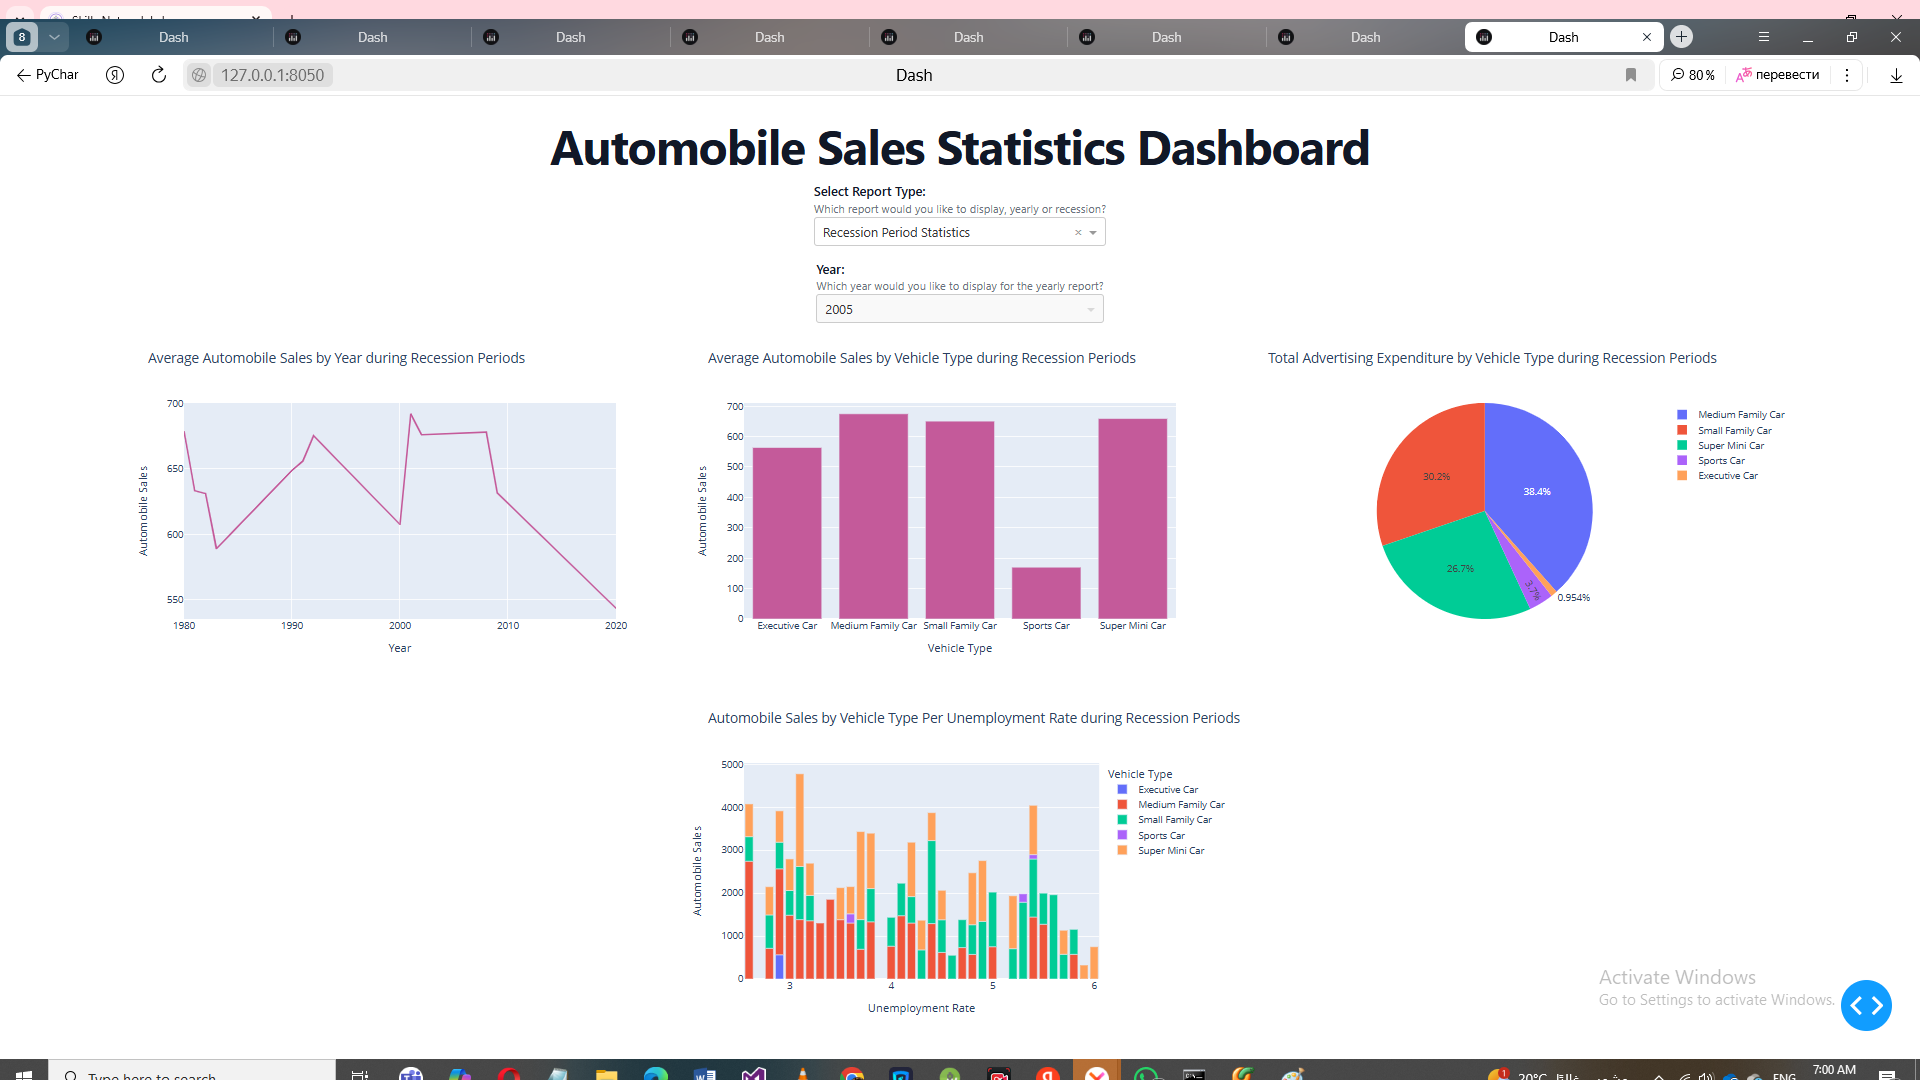 8
Dash
Dash
Dash
Dash
Dash
Dash
Dash
Dash
PyChar
127.0.0.1:8050
Dash
80%
перевести
Automobile Sales Statistics Dashboard
Select Report Type:
Which report would you like to display, yearly or recession?
Recession Period Statistics
Year:
Which year would you like to display for the yearly report?
2005
Average Automobile Sales by Year during Recession Periods
Automobile Sales
700
650
600
550
1980
1990
2000
2010
2020
Year
Average Automobile Sales by Vehicle Type during Recession Periods
Automobile Sales
700
600
500
400
300
200
100
0
Executive Car
Medium Family Car
Small Family Car
Sports Car
Super Mini Car
Vehicle Type
Total Advertising Expenditure by Vehicle Type during Recession Periods
38.4%
30.2%
26.7%
3.7%
0.954%
Medium Family Car
Small Family Car
Super Mini Car
Sports Car
Executive Car
Automobile Sales by Vehicle Type Per Unemployment Rate during Recession Periods
Automobile Sales
5000
4000
3000
2000
1000
0
3
4
5
6
Unemployment Rate
Vehicle Type
Executive Car
Medium Family Car
Small Family Car
Sports Car
Super Mini Car
Activate Windows
Go to Settings to activate Windows.
Type here to search
1
20°C
ENG
7:00 AM